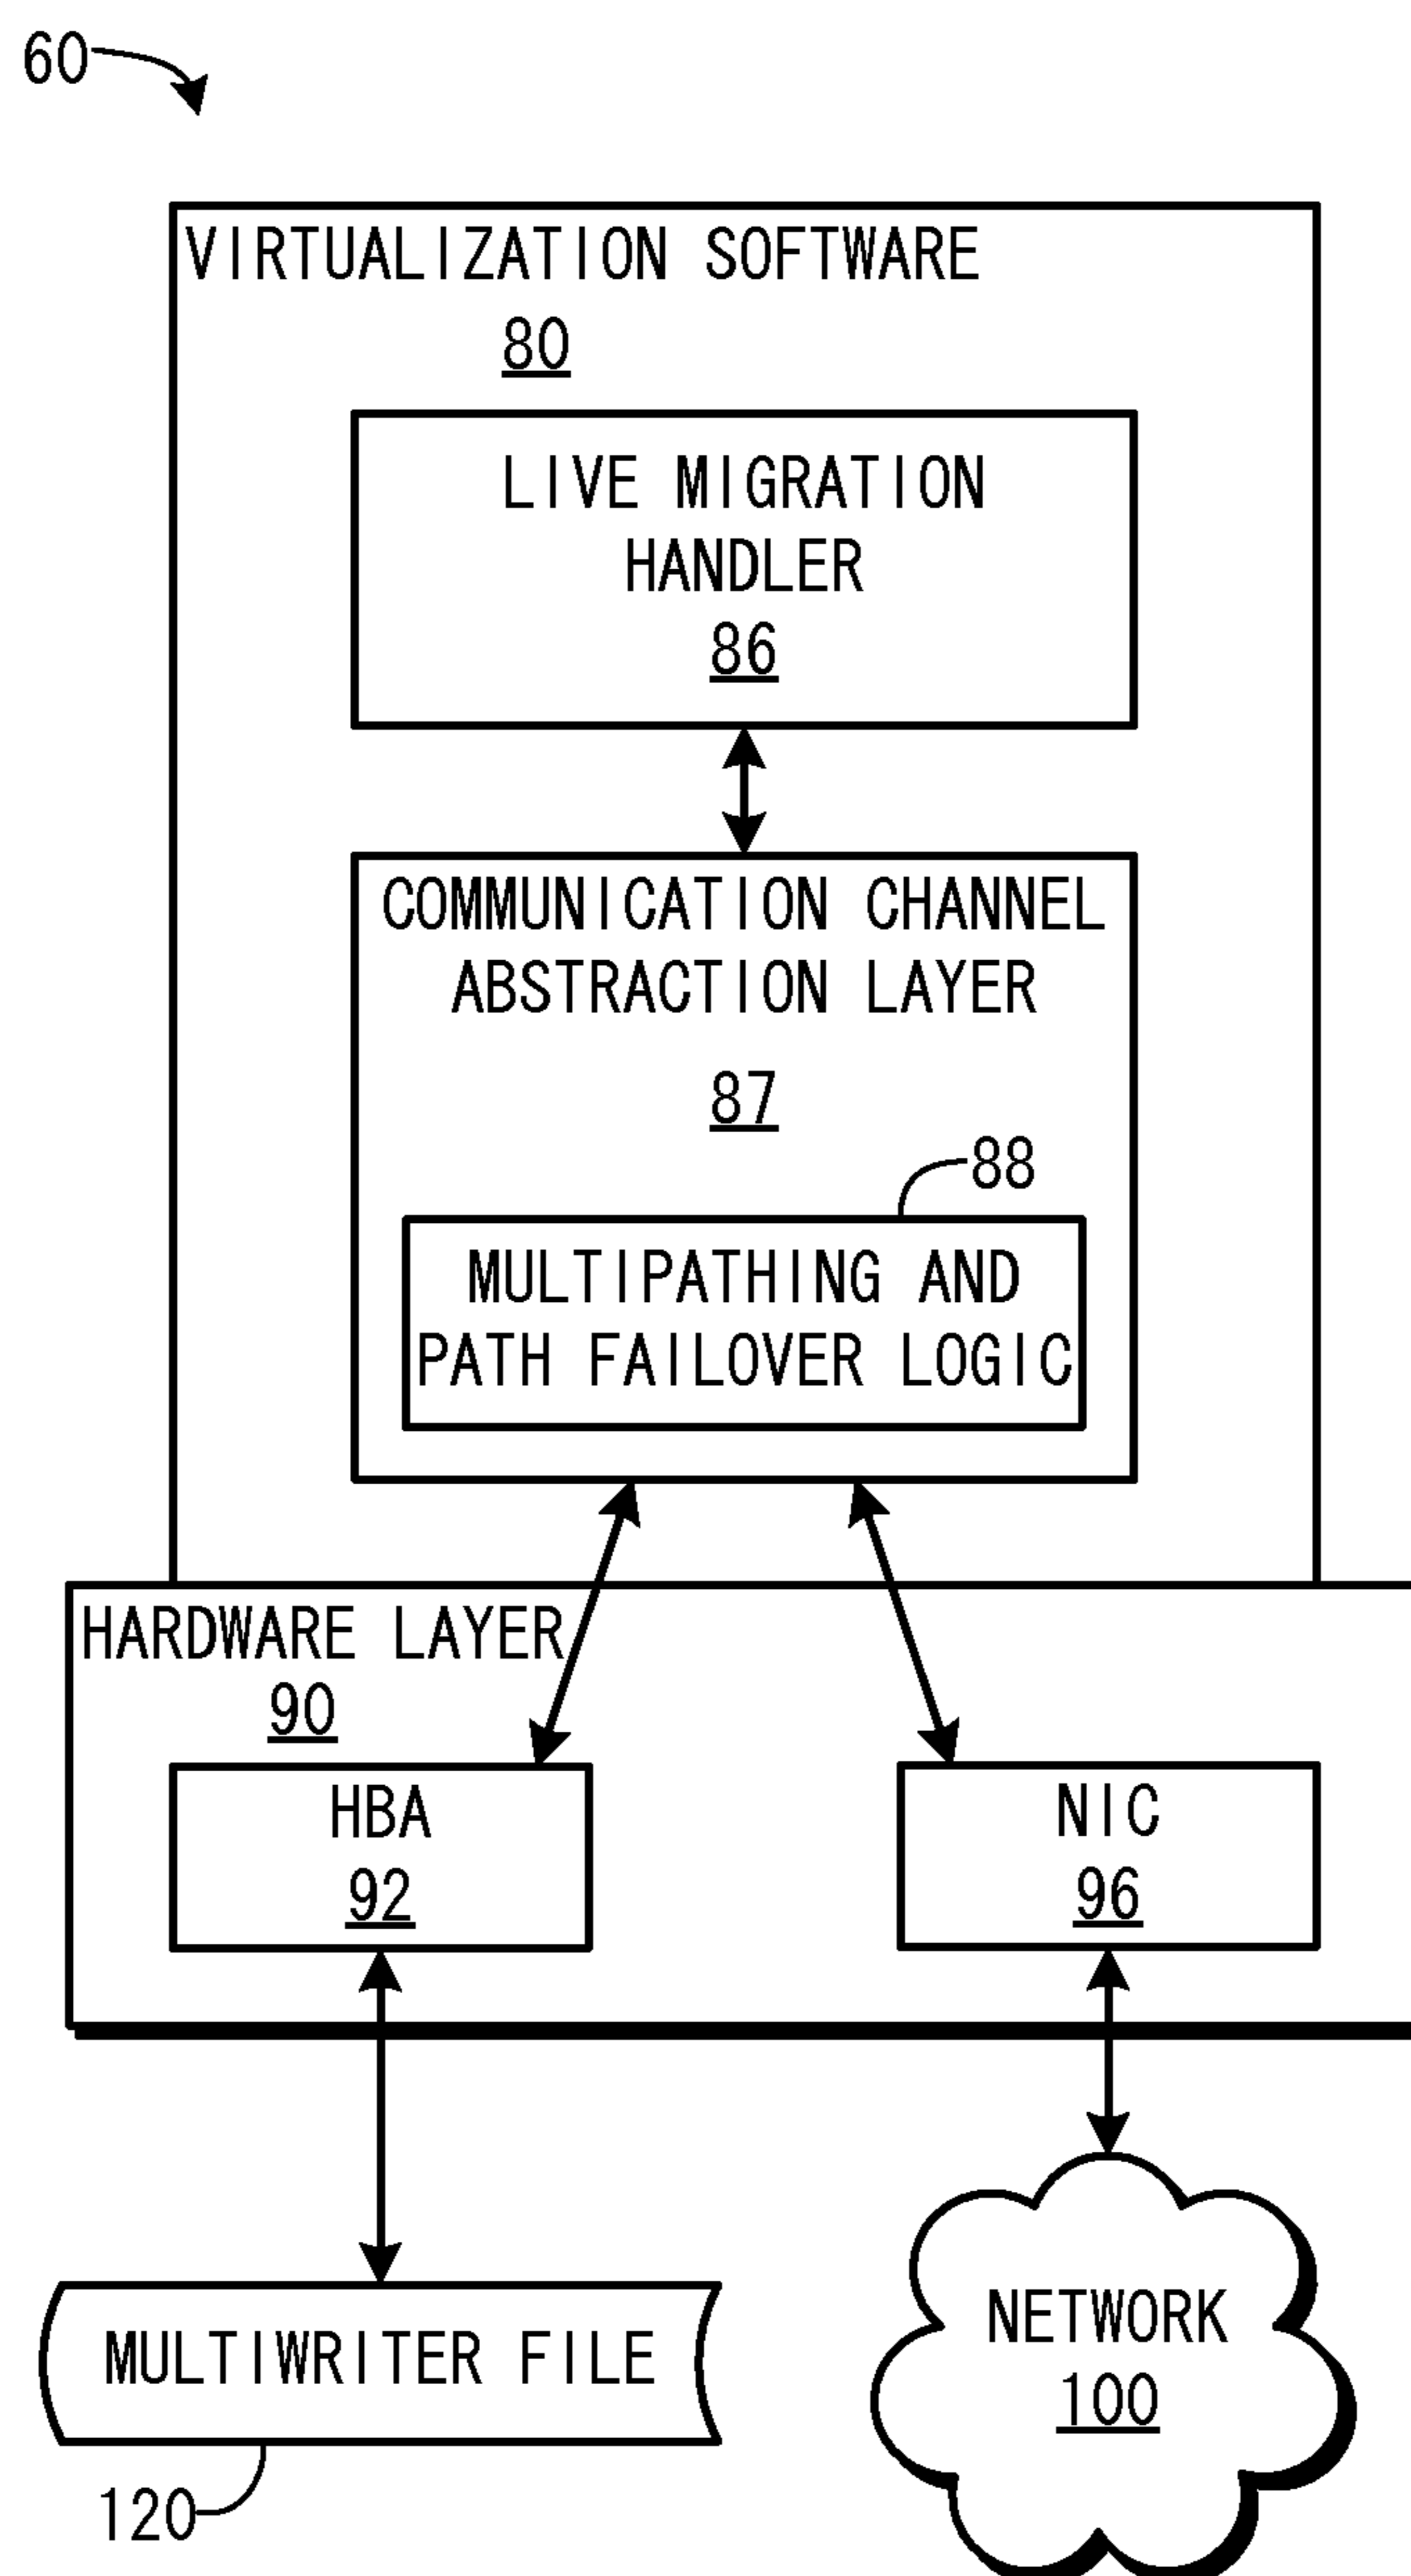 60
VIRTUALIZATION SOFTWARE
80
LIVE MIGRATION
HANDLER
86
COMMUNICATION CHANNEL
ABSTRACTION LAYER
87
88
MULTIPATHING AND
PATH FAILOVER LOGIC
HARDWARE LAYER
90
HBA
92
NIC
96
MULTIWRITER FILE
120
NETWORK
100